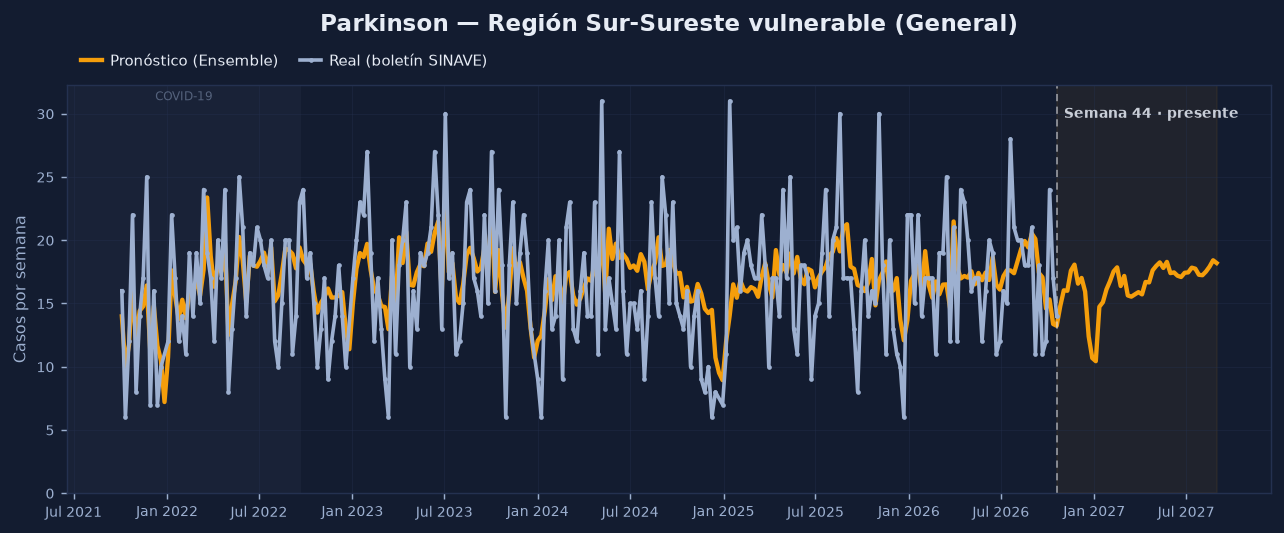 Parkinson — Región Sur-Sureste vulnerable (General)
Pronóstico (Ensemble)
Real (boletín SINAVE)
COVID-19
Semana 44 · presente
Casos por semana
30
25
20
15
10
5
0
Jul 2021
Jan 2022
Jul 2022
Jan 2023
Jul 2023
Jan 2024
Jul 2024
Jan 2025
Jul 2025
Jan 2026
Jul 2026
Jan 2027
Jul 2027